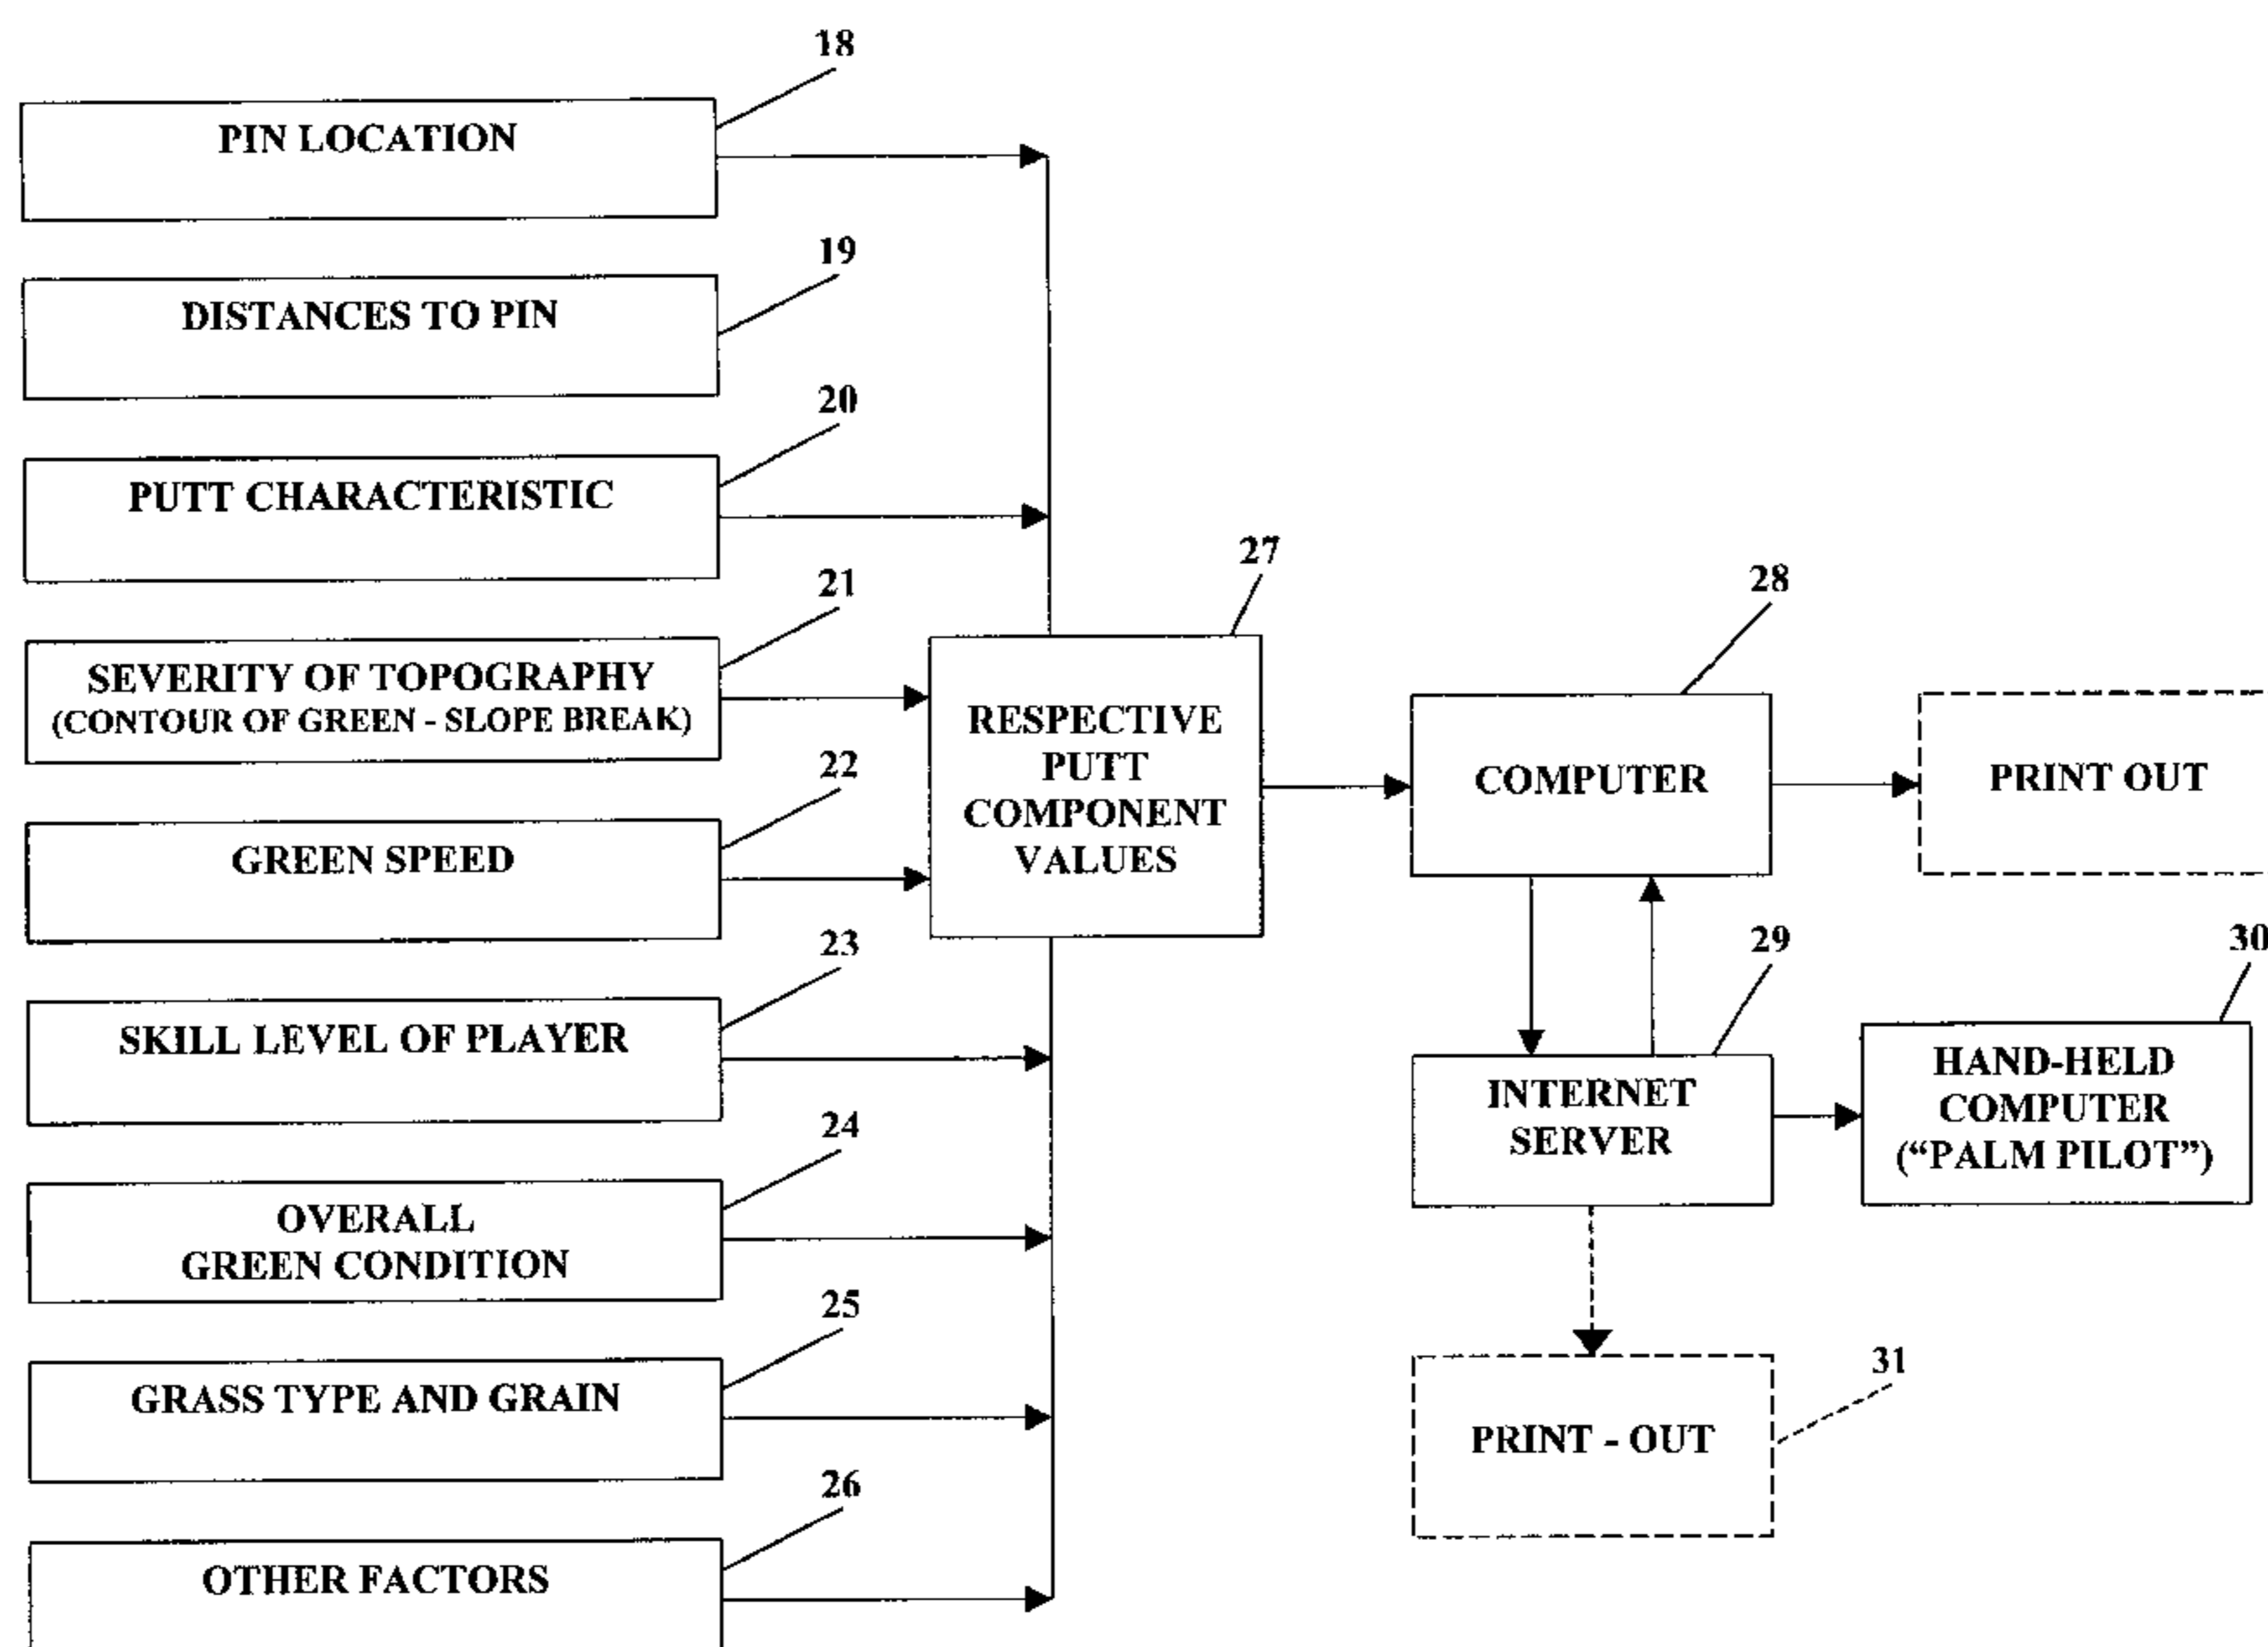 18
PIN LOCATION
19
DISTANCES TO PIN
20
PUTT CHARACTERISTIC
21
SEVERITY OF TOPOGRAPHY
(CONTOUR OF GREEN - SLOPE BREAK)
22
GREEN SPEED
23
SKILL LEVEL OF PLAYER
24
OVERALL
GREEN CONDITION
25
GRASS TYPE AND GRAIN
26
OTHER FACTORS
27
RESPECTIVE
PUTT
COMPONENT
VALUES
28
COMPUTER
PRINT OUT
29
INTERNET
SERVER
30
HAND-HELD
COMPUTER
(“PALM PILOT”)
31
PRINT - OUT